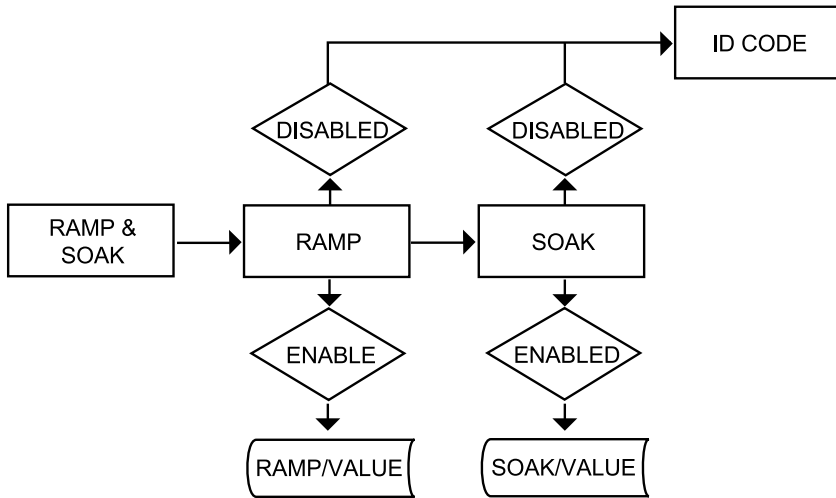 ID CODE
DISABLED
DISABLED
RAMP &
SOAK
RAMP
SOAK
ENABLE
ENABLED
RAMP/VALUE
SOAK/VALUE